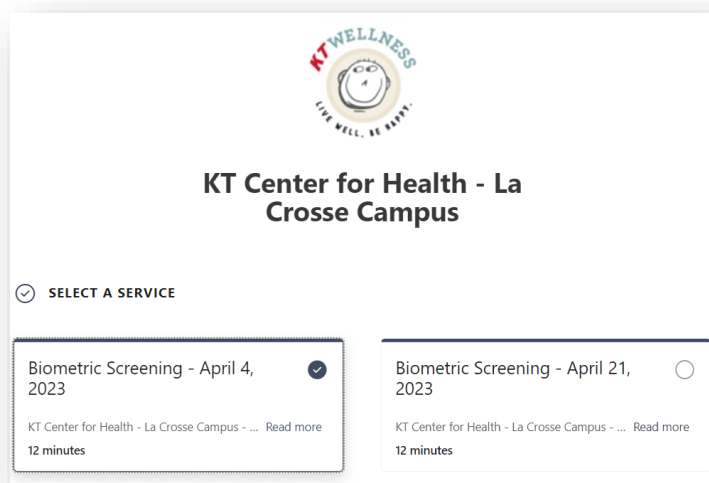 KTWELLNESS
LIVE WELL. BE HAPPY.
KT Center for Health - La
Crosse Campus
SELECT A SERVICE
Biometric Screening - April 4,
2023
KT Center for Health - La Crosse Campus - ... Read more
12 minutes
Biometric Screening - April 21,
2023
KT Center for Health - La Crosse Campus - ... Read more
12 minutes